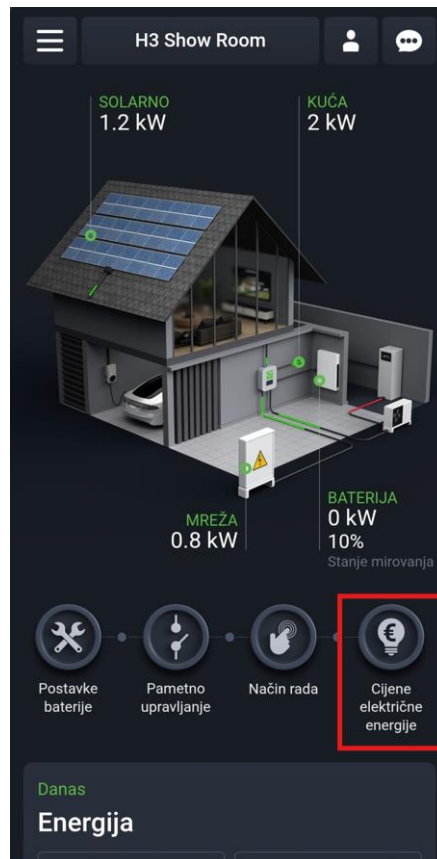 H3 Show Room
SOLARNO
1.2 kW
KUĆA
2 kW
MREŽA
0.8 kW
BATERIJA
0 kW
10%
Stanje mirovanja
Postavke
baterije
Pametno
upravljanje
Način rada
Cijene
električne
energije
Danas
Energija